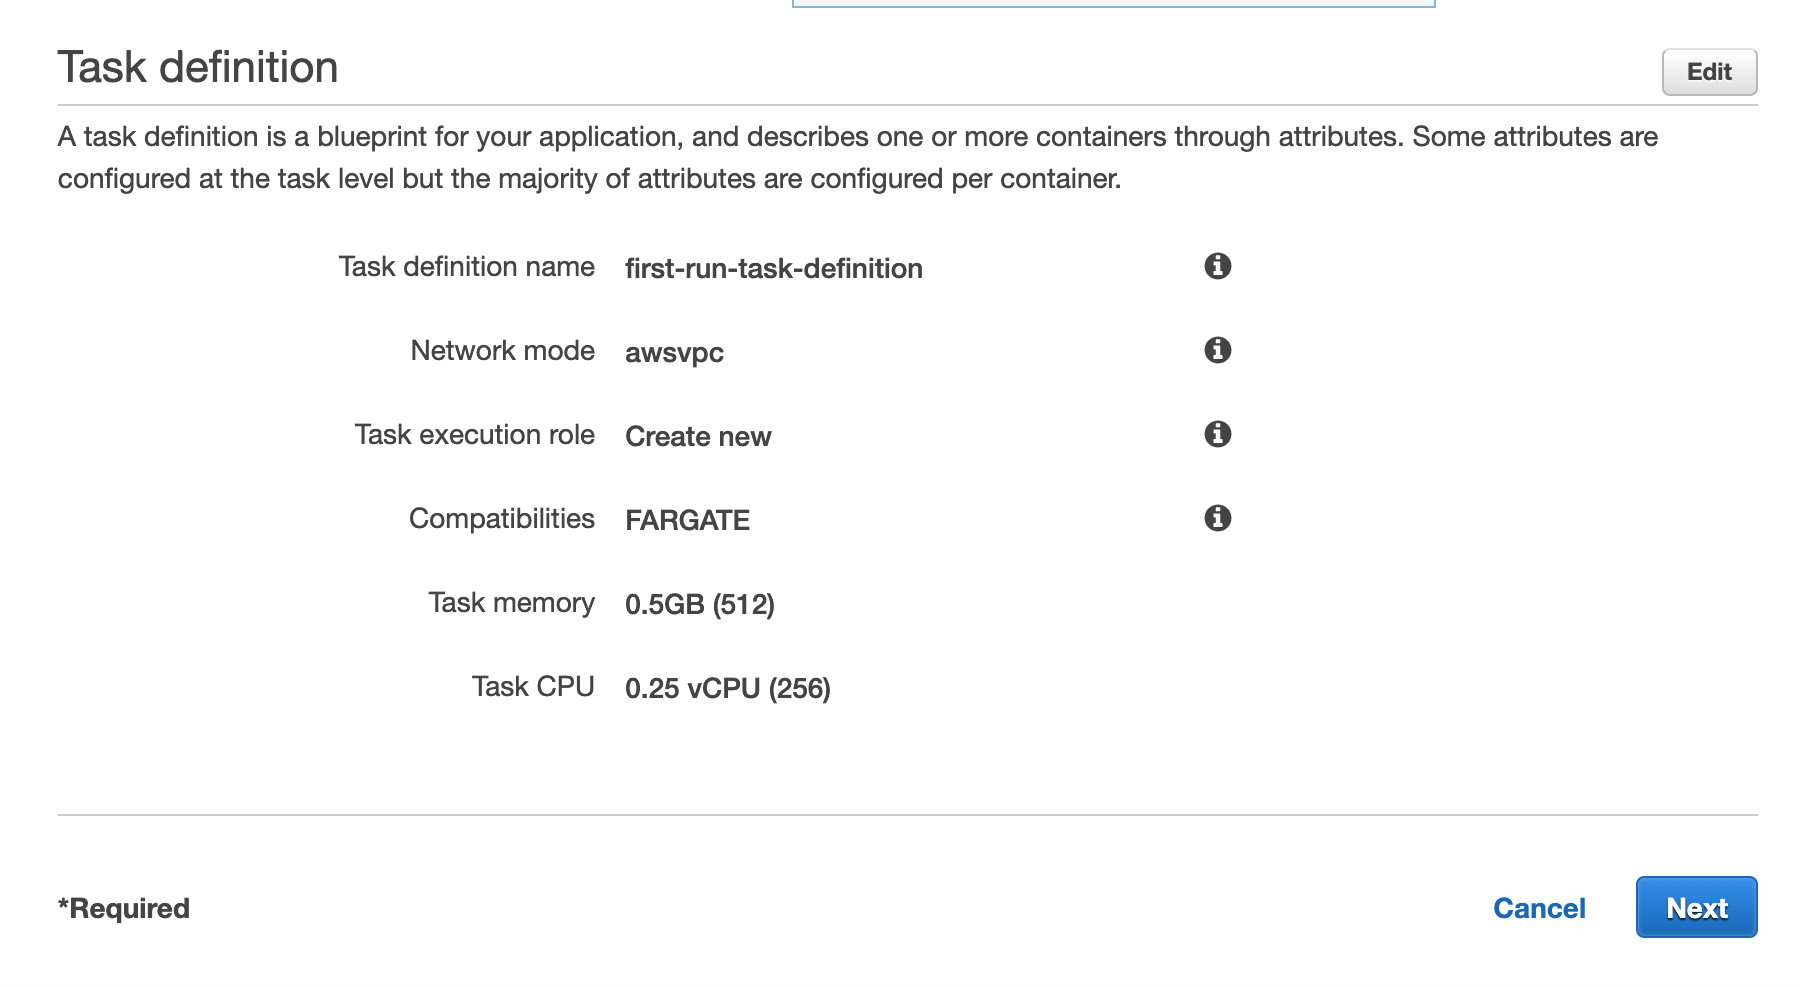 Task definition
Edit
A task definition is a blueprint for your application, and describes one or more containers through attributes. Some attributes are
configured at the task level but the majority of attributes are configured per container.
Task definition name first-run-task-definition
Network mode awsvpc
Task execution role Create new
Compatibilities FARGATE
Task memory 0.5GB (512)
Task CPU 0.25 vCPU (256)
*Required
Cancel
Next